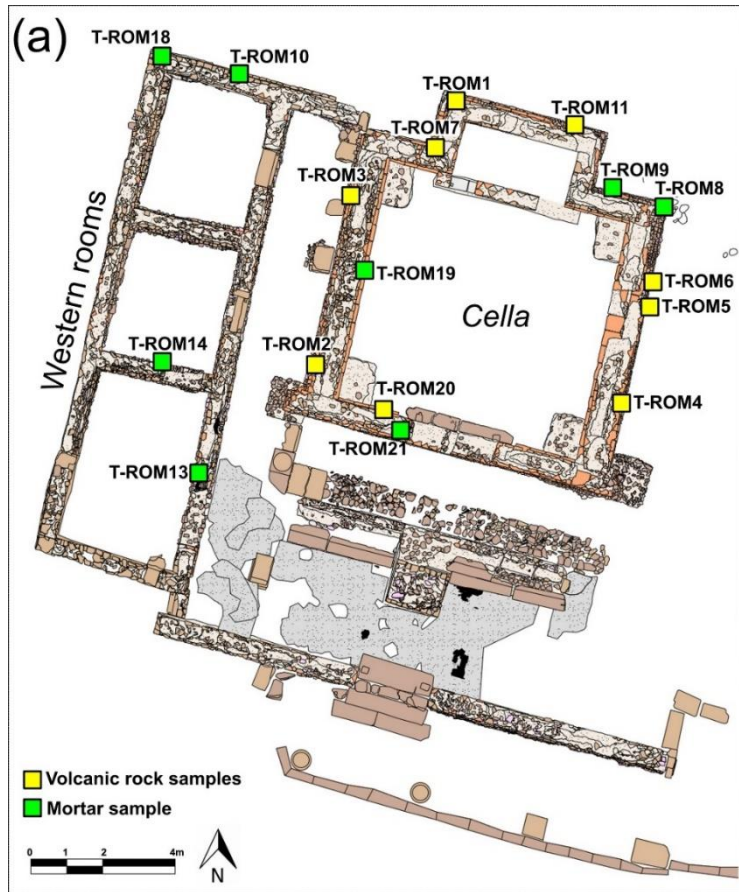 (a)
T-ROM18
T-ROM10
T-ROM1
T-ROM11
T-ROM7
T-ROM3
T-ROM9
T-ROM8
T-ROM19
T-ROM6
T-ROM5
Western rooms
Cella
T-ROM14
T-ROM2
T-ROM20
T-ROM4
T-ROM21
T-ROM13
Volcanic rock samples
Mortar sample
0 1 2 4m
N